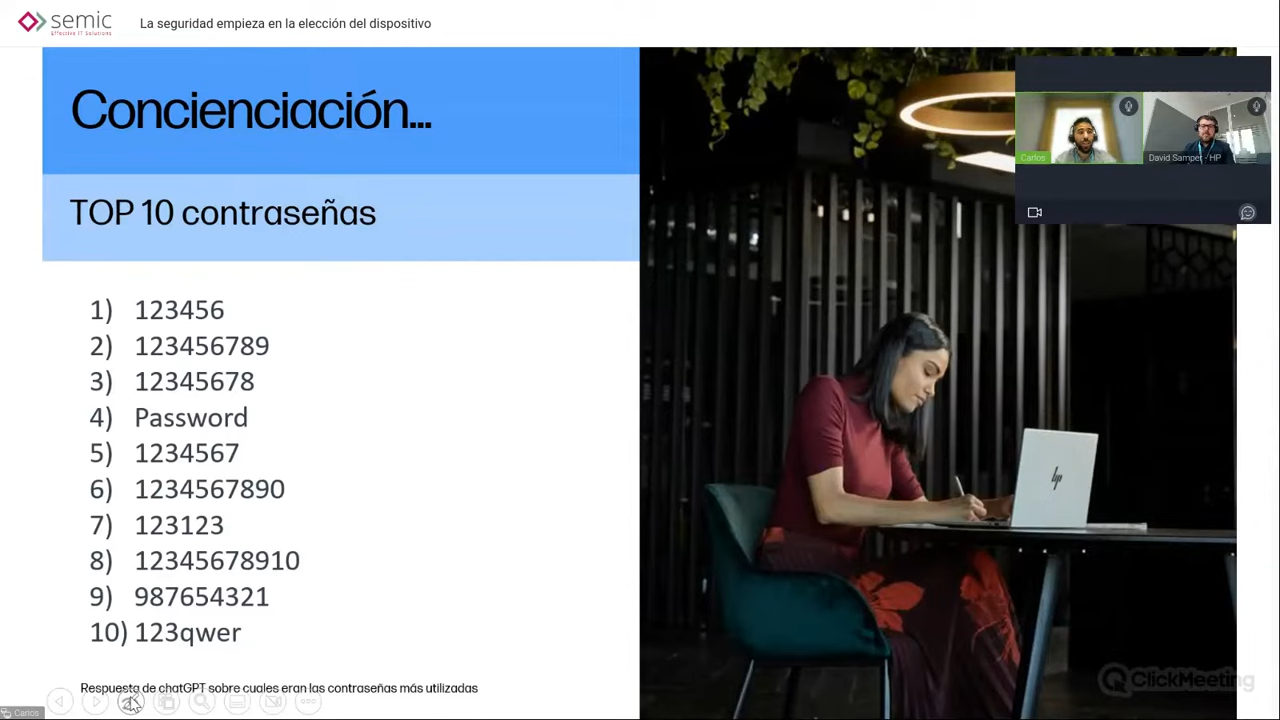 semic
Effective IT Solutions
La seguridad empieza en la elección del dispositivo
Concienciación...
TOP 10 contraseñas
1) 123456
2) 123456789
3) 12345678
4) Password
5) 1234567
6) 1234567890
7) 123123
8) 12345678910
9) 987654321
10) 123qwer
Respuesta de chatGPT sobre cuales eran las contraseñas más utilizadas
Carlos
David Samper - HP
hp
ClickMeeting
Carlos